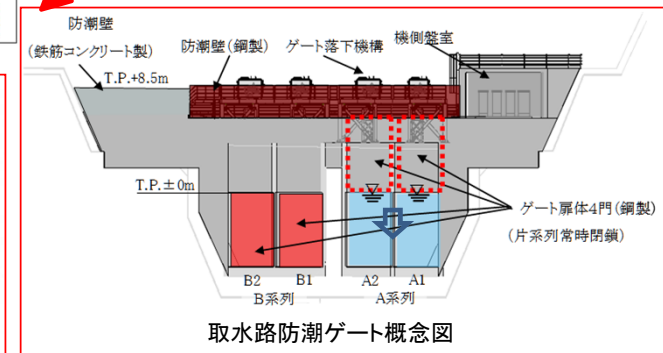 防潮壁
(鉄筋コンクリート製)
防潮壁(鋼製)
ゲート落下機構
機側盤室
T.P.+8.5m
T.P.±0m
ゲート扉体4門(鋼製)
(片系列常時閉鎖)
B2 B1 A2 A1
B系列 A系列
取水路防潮ゲート概念図